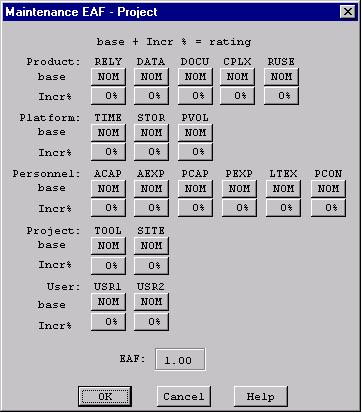 Maintenance EAF - Project
base + Incr % = rating
Product: RELY DATA DOCU CPLX RUSE
base NOM NOM NOM NOM NOM
Incr% 0% 0% 0% 0% 0%
Platform: TIME STOR PVOL
base NOM NOM NOM
Incr% 0% 0% 0%
Personnel: ACAP AEXP PCAP PEXP LTEX PCON
base NOM NOM NOM NOM NOM NOM
Incr% 0% 0% 0% 0% 0% 0%
Project: TOOL SITE
base NOM NOM
Incr% 0% 0%
User: USR1 USR2
base NOM NOM
Incr% 0% 0%
EAF: 1.00
OK Cancel Help